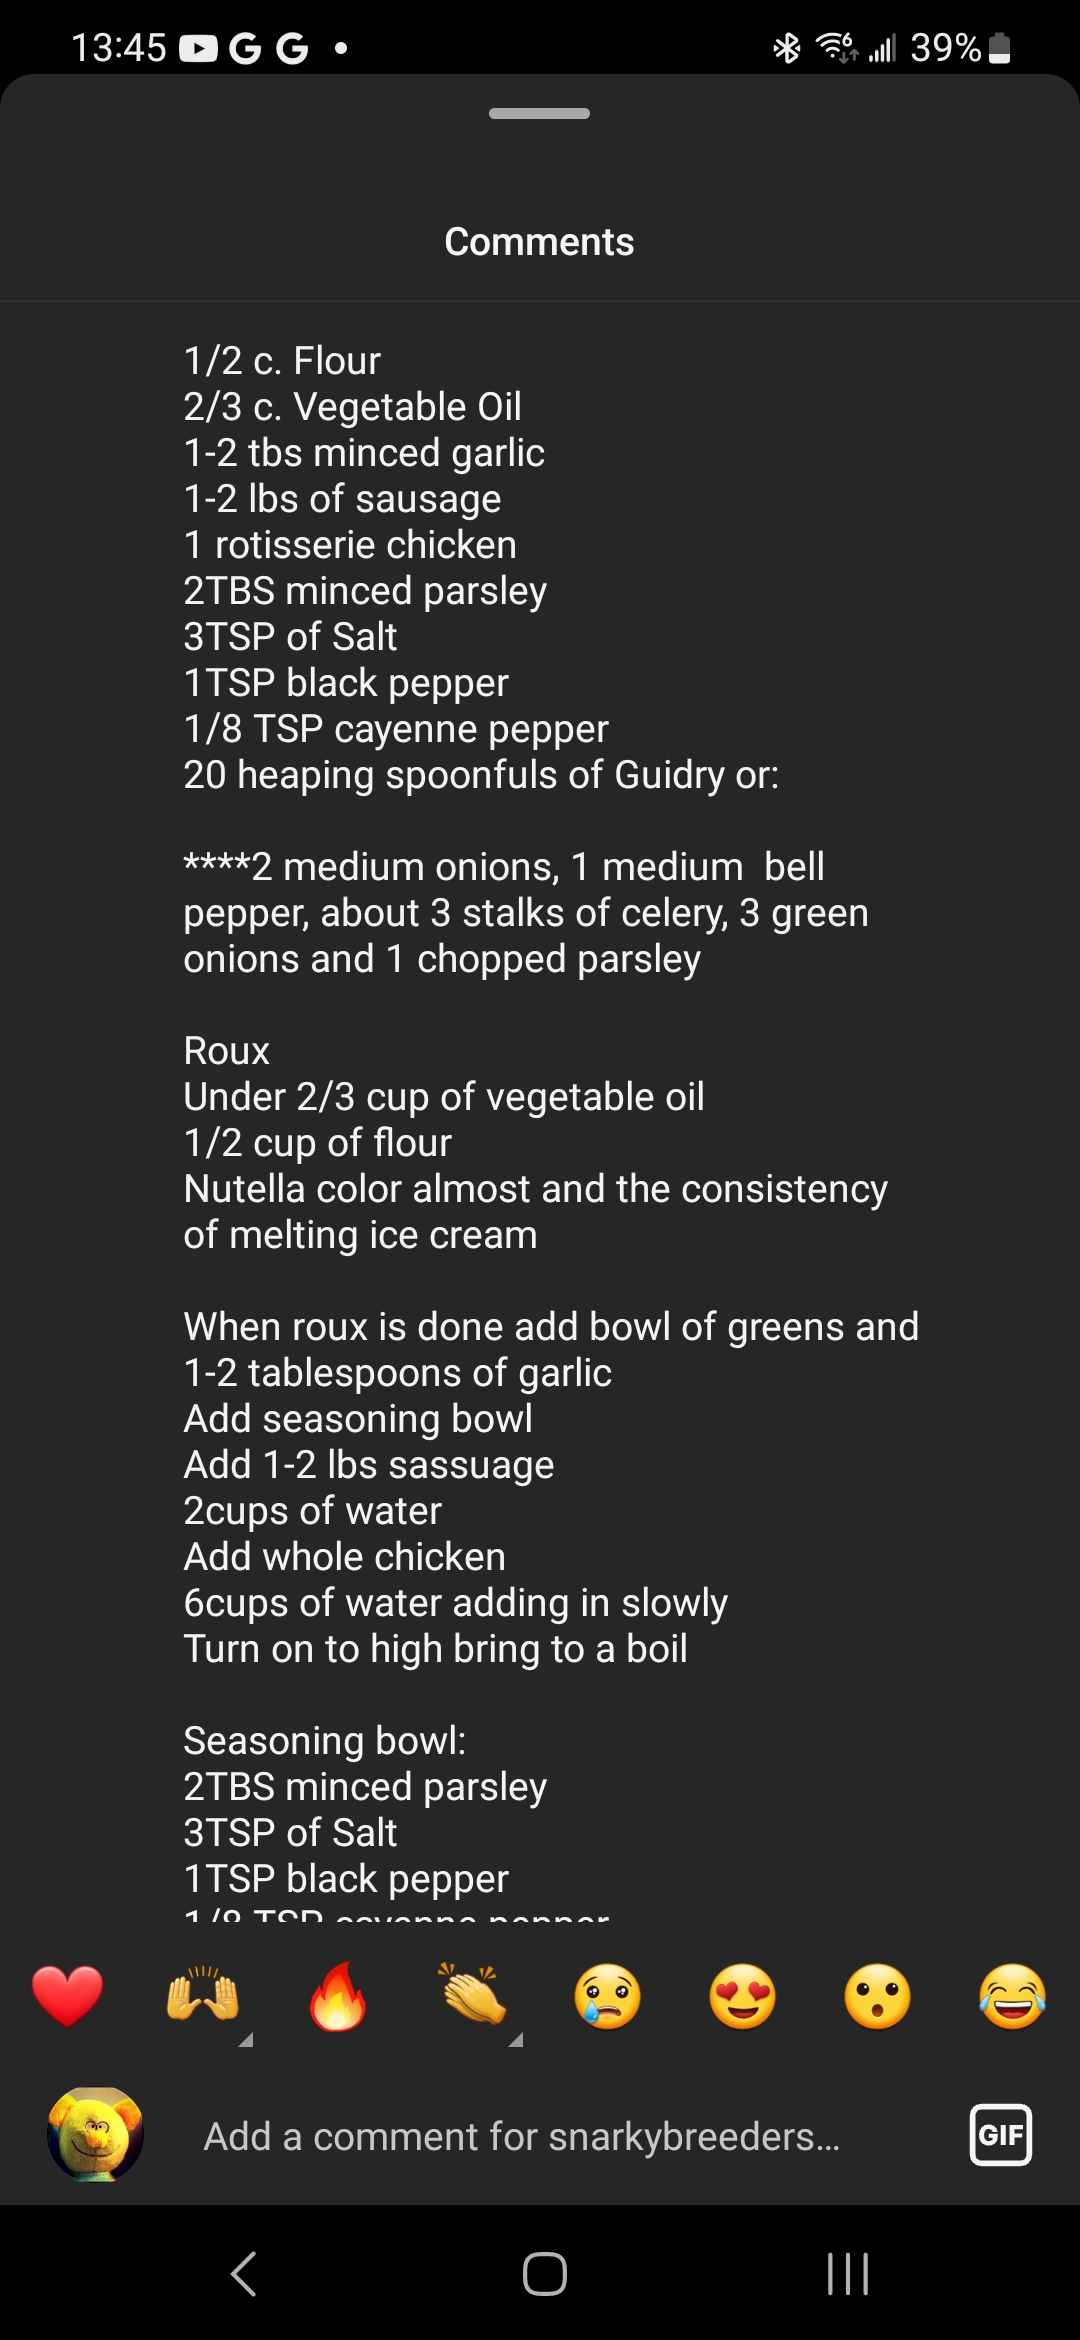 13:45
6
39%
Comments
1/2 c. Flour
2/3 c. Vegetable Oil
1-2 tbs minced garlic
1-2 lbs of sausage
1 rotisserie chicken
2TBS minced parsley
3TSP of Salt
1TSP black pepper
1/8 TSP cayenne pepper
20 heaping spoonfuls of Guidry or:
****2 medium onions, 1 medium  bell
pepper, about 3 stalks of celery, 3 green
onions and 1 chopped parsley
Roux
Under 2/3 cup of vegetable oil
1/2 cup of flour
Nutella color almost and the consistency
of melting ice cream
When roux is done add bowl of greens and
1-2 tablespoons of garlic
Add seasoning bowl
Add 1-2 lbs sassuage
2cups of water
Add whole chicken
6cups of water adding in slowly
Turn on to high bring to a boil
Seasoning bowl:
2TBS minced parsley
3TSP of Salt
1TSP black pepper
1/8 TSP cayenne pepper
Add a comment for snarkybreeders...
GIF